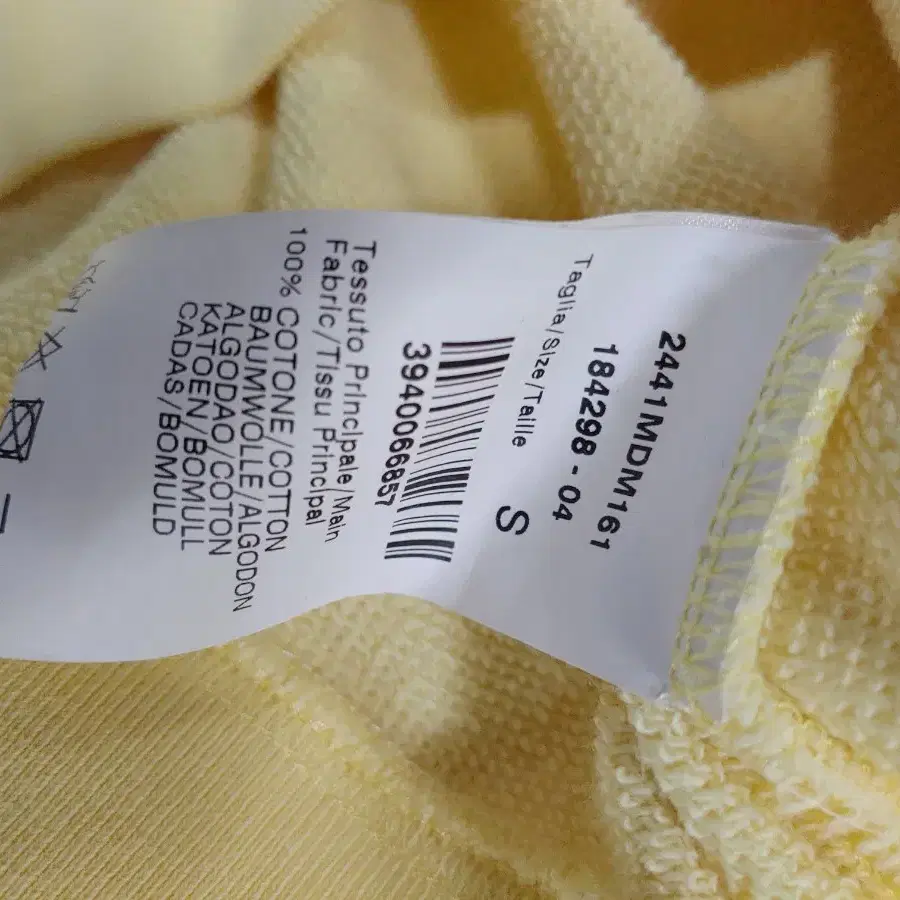 2441MDM161
184298-04
Taglia/Size/Taille S
3940066857
Tessuto Principale/Main
Fabric/Tissu Principal
100% COTONE/COTTON
BAUMWOLLE/ALGODON
ALGODAO/COTON
KATOEN/BOMULL
CADAS/BOMULD